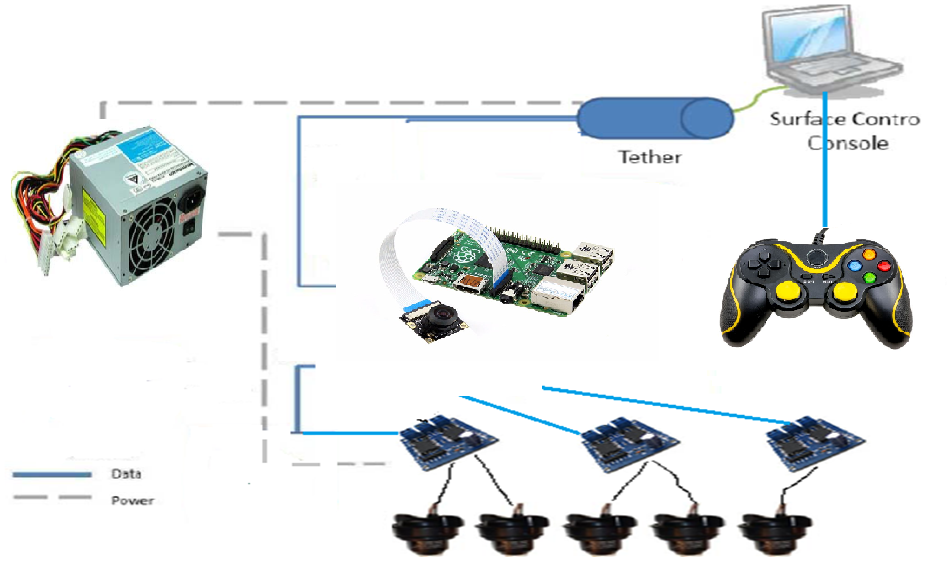 Surface Contro
Console
Tether
Data
Power